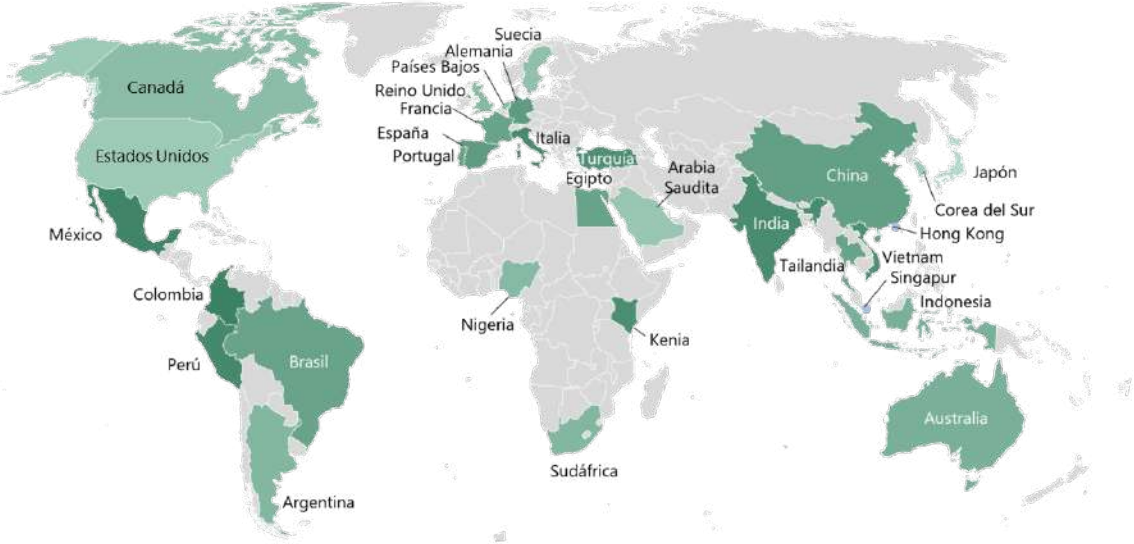 Suecia
Alemania
Países Bajos
Canadá
Reino Unido
Francia
España
Italia
Estados Unidos
Portugal
Turquía
Arabia
Saudita
Egipto
China
Japón
Corea del Sur
India
Hong Kong
México
Tailandia
Vietnam
Singapur
Colombia
Indonesia
Nigeria
Kenia
Perú
Brasil
Australia
Sudáfrica
Argentina